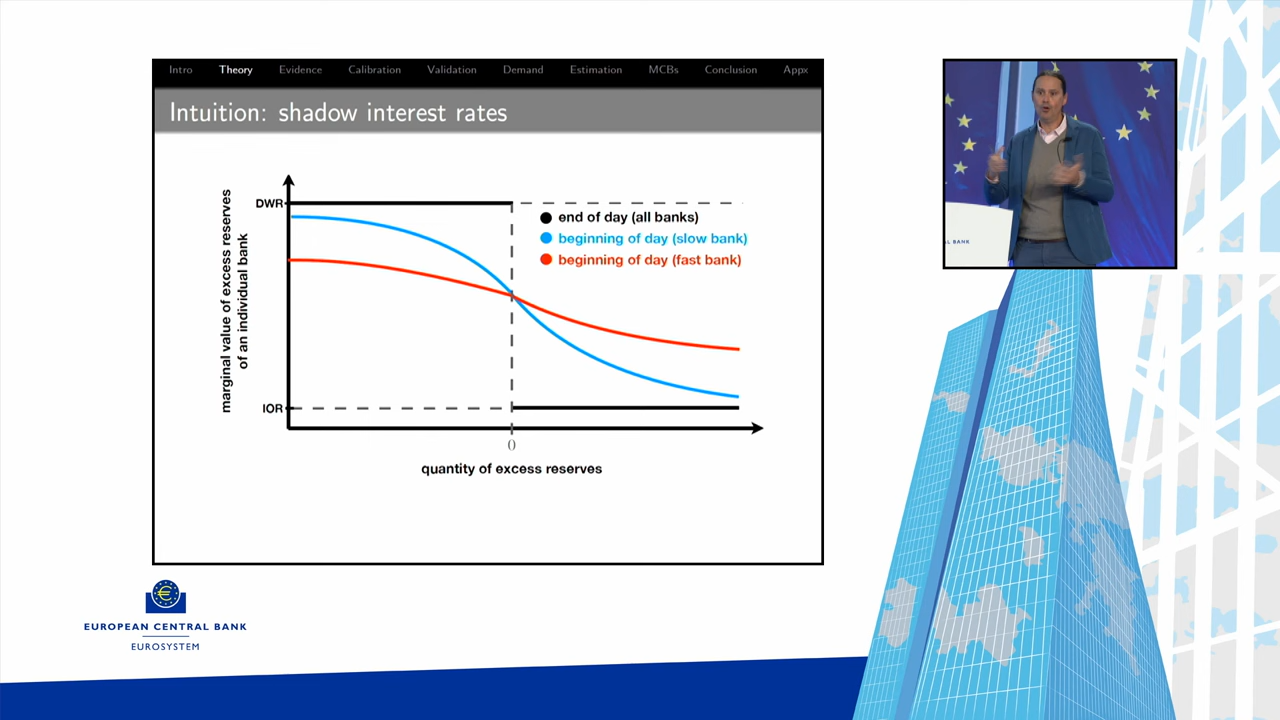 Intro Theory Evidence Calibration Validation Demand Estimation MCBs Conclusion Appx
Intuition: shadow interest rates
marginal value of excess reserves
of an individual bank
DWR
end of day (all banks)
beginning of day (slow bank)
beginning of day (fast bank)
IOR
0
quantity of excess reserves
AL BANK
EUROPEAN CENTRAL BANK
EUROSYSTEM